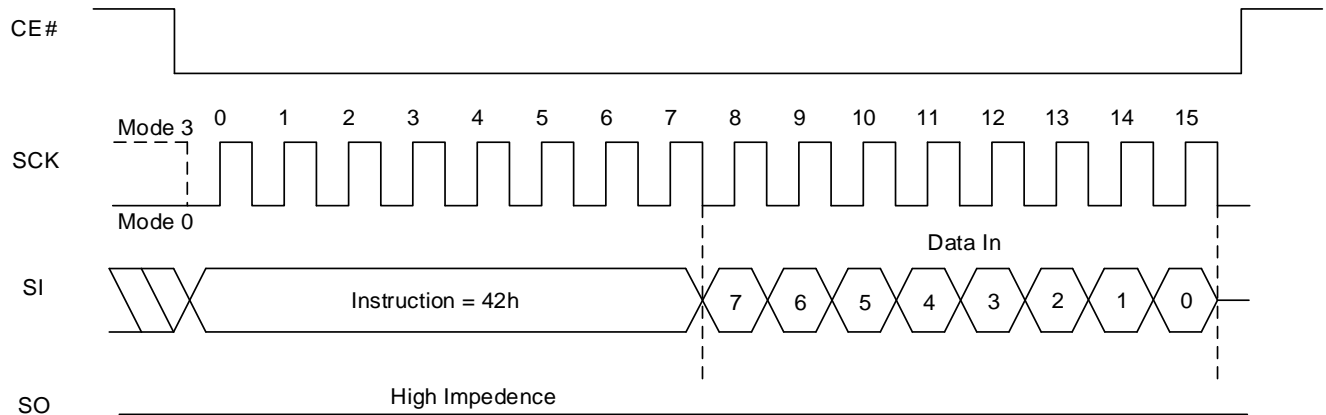 CE#
Mode 3
0 1 2 3 4 5 6 7 8 9 10 11 12 13 14 15
SCK
Mode 0
Data In
SI
Instruction = 42h
7 6 5 4 3 2 1 0
High Impedence
SO